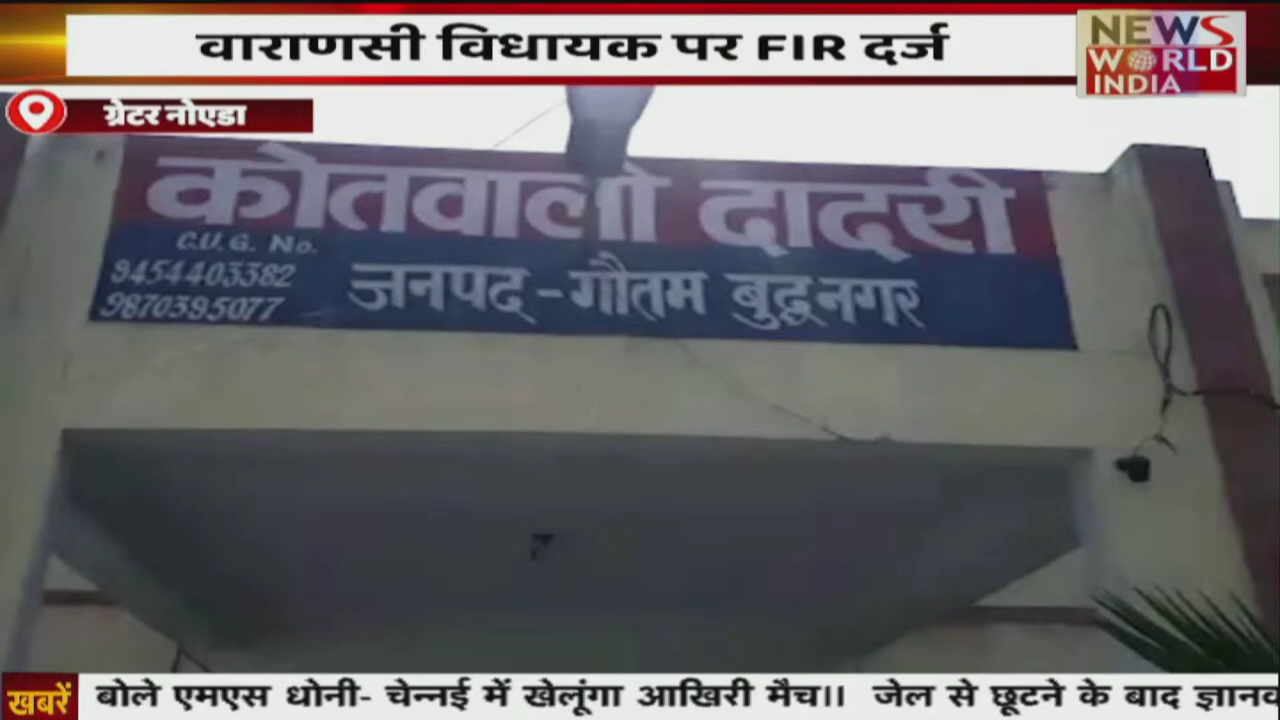 वाराणसी विधायक पर FIR दर्ज
NEWS
WORLD
INDIA
ग्रेटर नोएडा
कोतवाली दादरी
C.U.G. No.
9454403382
9870395077
जनपद-गौतम बुद्धनगर
खबरें
बोले एमएस धोनी- चेन्नई में खेलूंगा आखिरी मैच।। जेल से छूटने के बाद